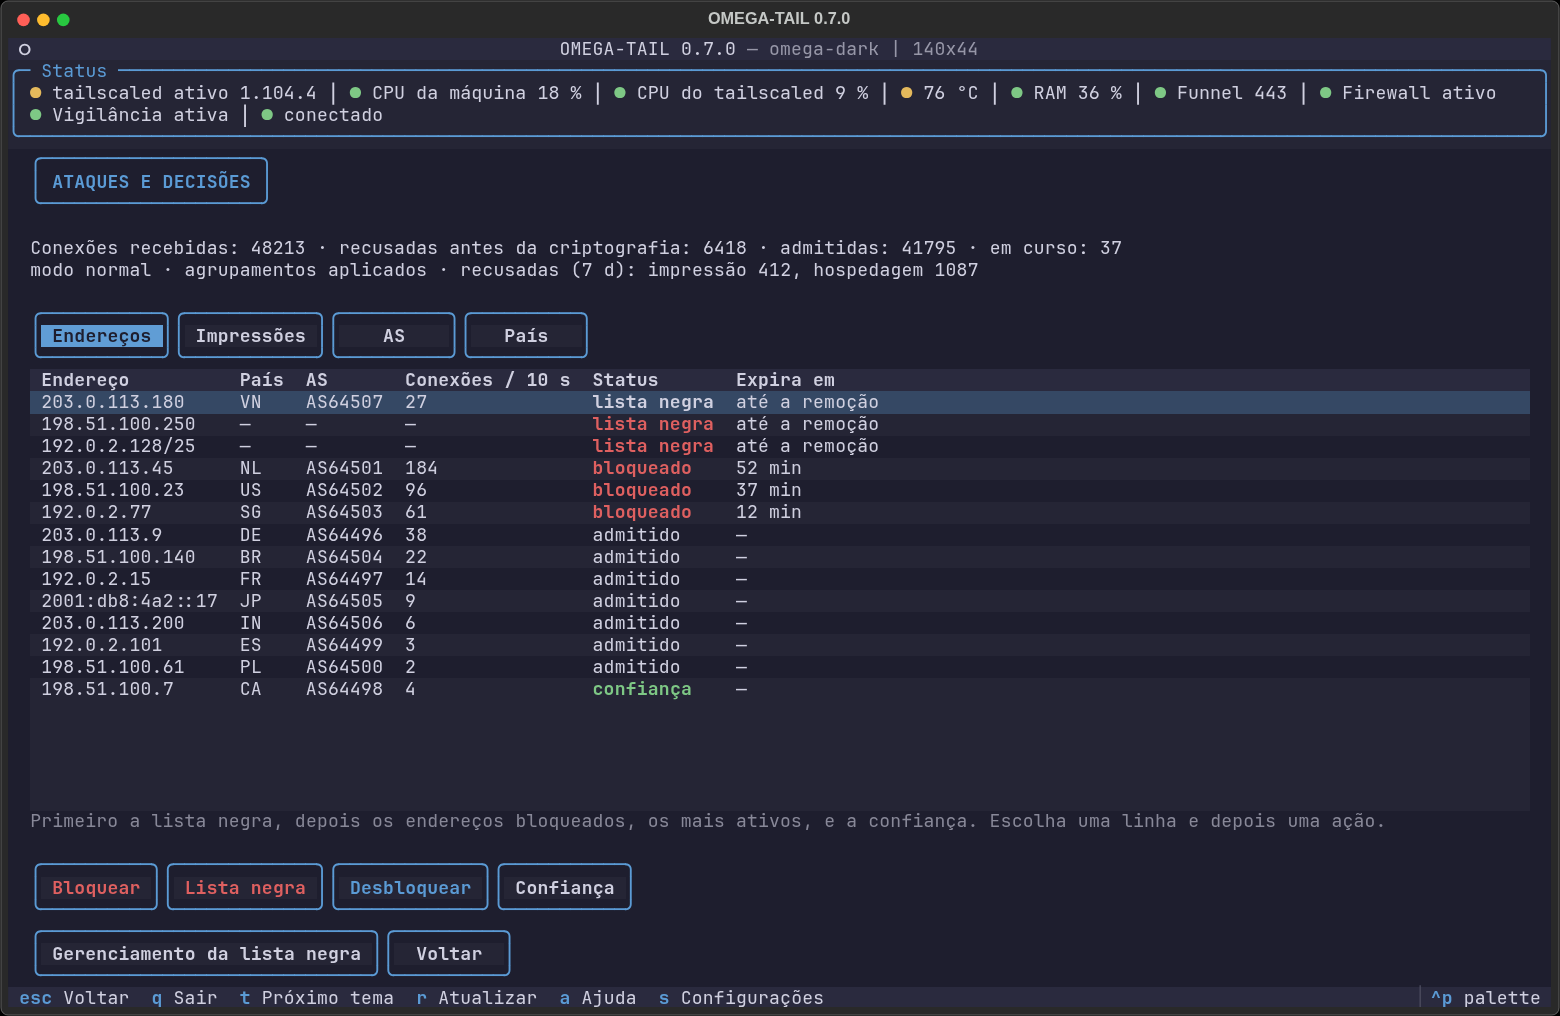 OMEGA-TAIL 0.7.0
O OMEGA-TAIL 0.7.0 — omega-dark | 140x44
Status
● tailscaled ativo 1.104.4 │ ● CPU da máquina 18 % │ ● CPU do tailscaled 9 % │ ● 76 °C │ ● RAM 36 % │ ● Funnel 443 │ ● Firewall ativo
● Vigilância ativa │ ● conectado
ATAQUES E DECISÕES
Conexões recebidas: 48213 · recusadas antes da criptografia: 6418 · admitidas: 41795 · em curso: 37
modo normal · agrupamentos aplicados · recusadas (7 d): impressão 412, hospedagem 1087
Endereços Impressões AS País
Endereço País AS Conexões / 10 s Status Expira em
203.0.113.180 VN AS64507 27 lista negra até a remoção
198.51.100.250 — — — lista negra até a remoção
192.0.2.128/25 — — — lista negra até a remoção
203.0.113.45 NL AS64501 184 bloqueado 52 min
198.51.100.23 US AS64502 96 bloqueado 37 min
192.0.2.77 SG AS64503 61 bloqueado 12 min
203.0.113.9 DE AS64496 38 admitido —
198.51.100.140 BR AS64504 22 admitido —
192.0.2.15 FR AS64497 14 admitido —
2001:db8:4a2::17 JP AS64505 9 admitido —
203.0.113.200 IN AS64506 6 admitido —
192.0.2.101 ES AS64499 3 admitido —
198.51.100.61 PL AS64500 2 admitido —
198.51.100.7 CA AS64498 4 confiança —
Primeiro a lista negra, depois os endereços bloqueados, os mais ativos, e a confiança. Escolha uma linha e depois uma ação.
Bloquear Lista negra Desbloquear Confiança
Gerenciamento da lista negra Voltar
esc Voltar q Sair t Próximo tema r Atualizar a Ajuda s Configurações ^p palette